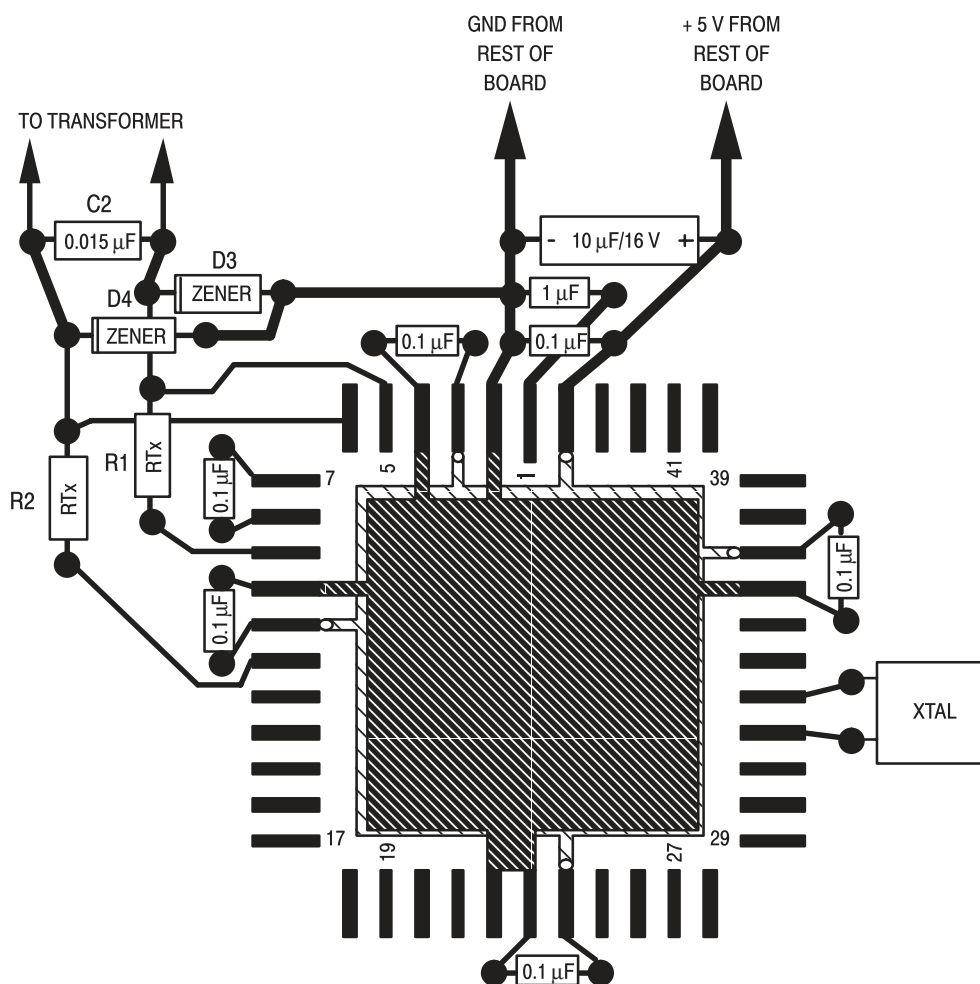 GND FROM
REST OF
BOARD
+ 5 V FROM
REST OF
BOARD
TO TRANSFORMER
C2
0.015 µF
- 10 µF/16 V +
D3
ZENER
1 µF
D4
ZENER
0.1 µF
0.1 µF
R1
RTx
R2
RTx
0.1 µF
7
5
1
41
39
0.1 µF
0.1 µF
XTAL
17
19
27
29
0.1 µF